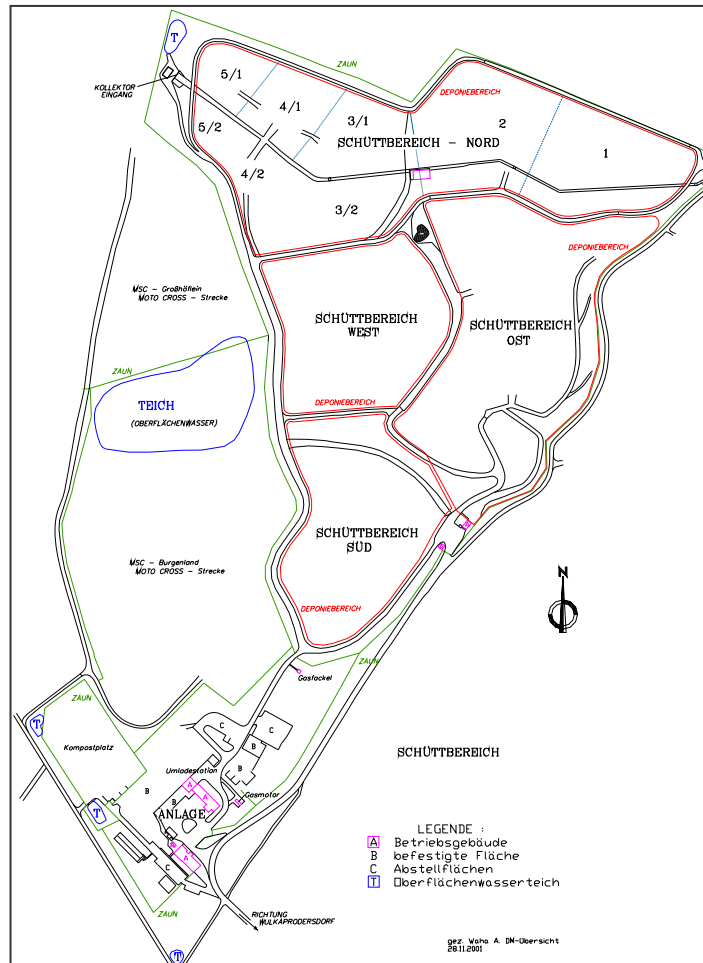 T
ZAUN
KOLLEKTOR
EINGANG
5/1
4/1
3/1
DEPONIEBEREICH
2
5/2
SCHÜTTBEREICH - NORD
1
4/2
3/2
DEPONIEBEREICH
MSC - Großhöflein
MOTO CROSS - Strecke
SCHÜTTBEREICH
WEST
SCHÜTTBEREICH
OST
ZAUN
TEICH
(OBERFLÄCHENWASSER)
DEPONIEBEREICH
SCHÜTTBEREICH
SÜD
MSC - Burgenland
MOTO CROSS - Strecke
N
DEPONIEBEREICH
ZAUN
Gasfackel
ZAUN
T
Kompostplatz
C
C
B
Umladestation
B
B
B
A
A
Gasmotor
SCHÜTTBEREICH
T
ANLAGE
A
C
ZAUN
RICHTUNG
WULKAPRODERSDORF
T
LEGENDE :
A Betriebsgebäude
B befestigte Fläche
C Abstellflächen
T Oberflächenwasserteich
gez. Waha A. DM-Übersicht
28.11.2001